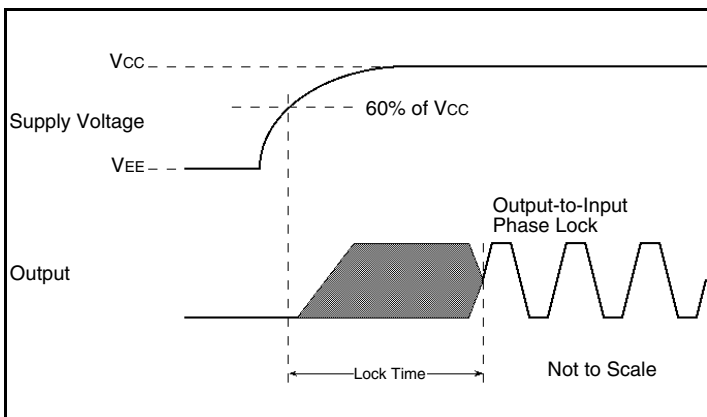 VCC
60% of VCC
Supply Voltage
VEE
Output-to-Input
Phase Lock
Output
Lock Time
Not to Scale